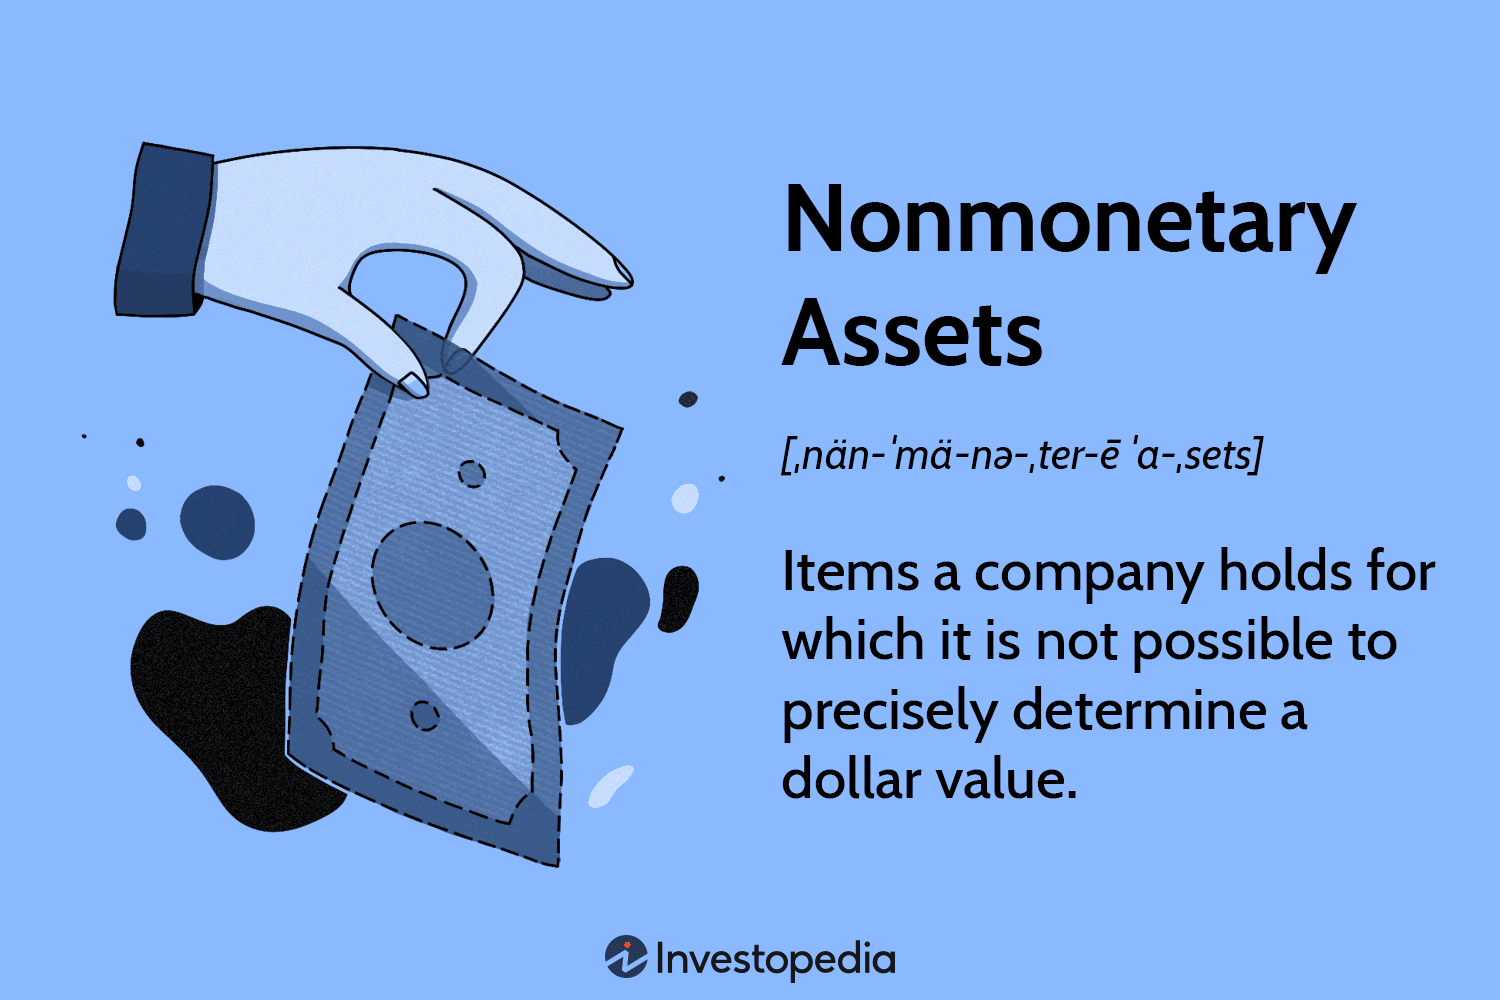 Nonmonetary
Assets
[ˌnän-ˈmä-nə-ˌter-ē ˈa-ˌsets]
Items a company holds for
which it is not possible to
precisely determine a
dollar value.
Investopedia